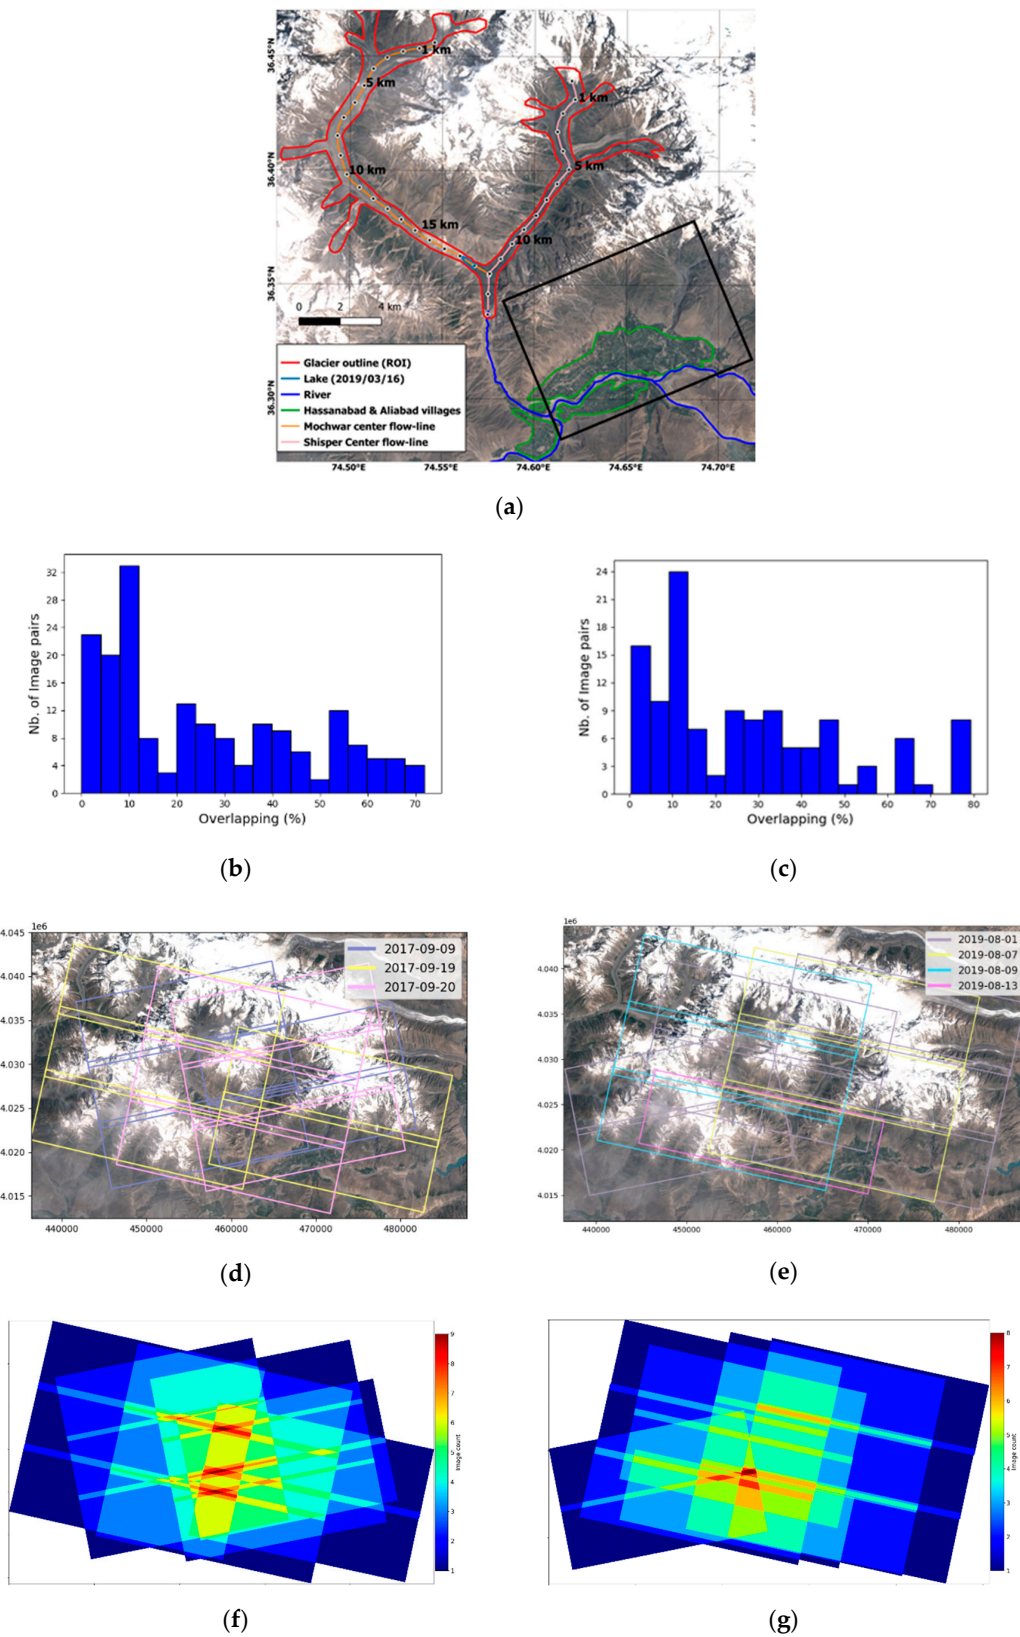 36.45°N
36.40°N
36.35°N
36.30°N
1 km
5 km
10 km
15 km
1 km
5 km
10 km
0 2 4 km
Glacier outline (ROI)
Lake (2019/03/16)
River
Hassanabad & Aliabad villages
Mochwar center flow-line
Shisper Center flow-line
74.50°E 74.55°E 74.60°E 74.65°E 74.70°E
(a)
Nb. of Image pairs
32
28
24
20
16
12
8
4
0
0 10 20 30 40 50 60 70
Overlapping (%)
(b)
Nb. of Image pairs
24
21
18
15
12
9
6
3
0
0 10 20 30 40 50 60 70 80
Overlapping (%)
(c)
1e6
4.045
4.040
4.035
4.030
4.025
4.020
4.015
2017-09-09
2017-09-19
2017-09-20
440000 450000 460000 470000 480000
(d)
1e6
4.040
4.035
4.030
4.025
4.020
4.015
2019-08-01
2019-08-07
2019-08-09
2019-08-13
440000 450000 460000 470000 480000
(e)
9
8
7
6
5
4
3
2
1
Image count
(f)
8
7
6
5
4
3
2
1
Image count
(g)